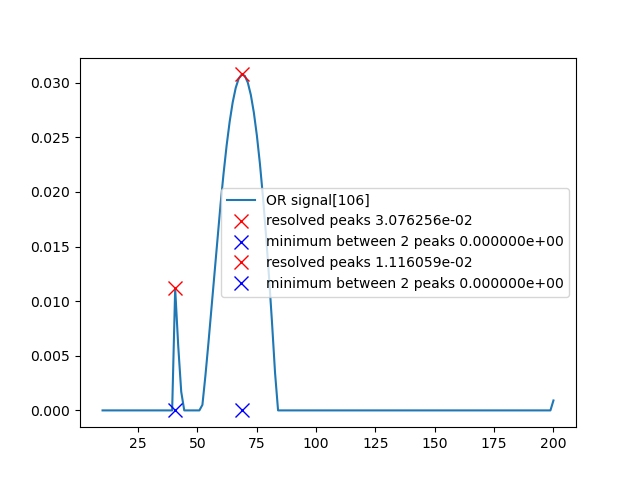 0.030
0.025
0.020
0.015
0.010
0.005
0.000
OR signal[106]
resolved peaks 3.076256e-02
minimum between 2 peaks 0.000000e+00
resolved peaks 1.116059e-02
minimum between 2 peaks 0.000000e+00
25 50 75 100 125 150 175 200